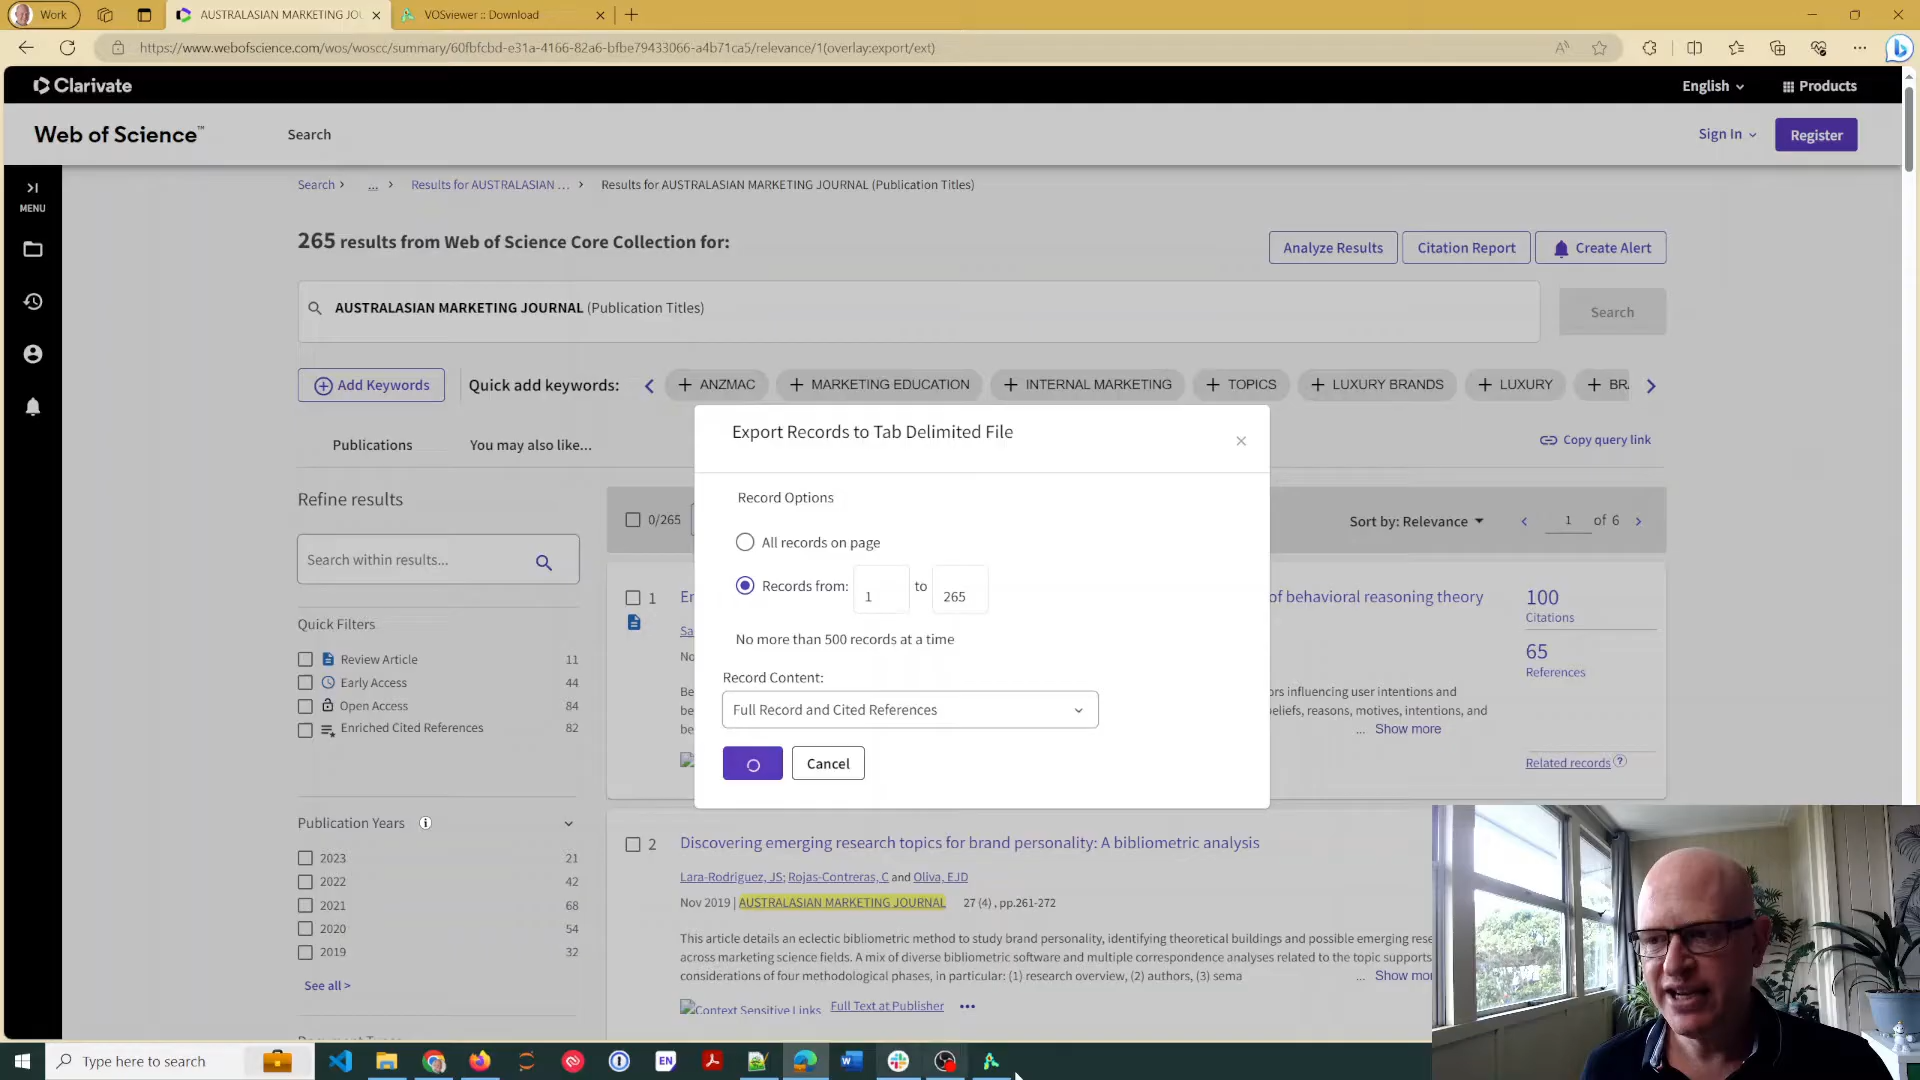 Work
AUSTRALASIAN MARKETING JO
VOSviewer :: Download
https://www.webofscience.com/wos/woscc/summary/60fbfcbd-e31a-4166-82a6-bfbe79433066-a4b71ca5/relevance/1(overlay:export/ext)
Clarivate
English
Products
Web of Science™
Search
Sign In
Register
MENU
Search > ... > Results for AUSTRALASIAN ... > Results for AUSTRALASIAN MARKETING JOURNAL (Publication Titles)
265 results from Web of Science Core Collection for:
Analyze Results
Citation Report
Create Alert
AUSTRALASIAN MARKETING JOURNAL (Publication Titles)
Search
Add Keywords
Quick add keywords:
+ ANZMAC
+ MARKETING EDUCATION
+ INTERNAL MARKETING
+ TOPICS
+ LUXURY BRANDS
+ LUXURY
+ BR
Publications
You may also like...
Copy query link
Export Records to Tab Delimited File
Record Options
All records on page
Records from: 1 to 265
No more than 500 records at a time
Record Content:
Full Record and Cited References
Cancel
Refine results
Search within results...
Quick Filters
Review Article 11
Early Access 44
Open Access 84
Enriched Cited References 82
Publication Years
2023 21
2022 42
2021 68
2020 54
2019 32
See all >
0/265
Sort by: Relevance
1 of 6
1
of behavioral reasoning theory
Sa
No
Be
be
be
ors influencing user intentions and
beliefs, reasons, motives, intentions, and
... Show more
100
Citations
65
References
Related records ?
2 Discovering emerging research topics for brand personality: A bibliometric analysis
Lara-Rodriguez, JS; Rojas-Contreras, C and Oliva, EJD
Nov 2019 | AUSTRALASIAN MARKETING JOURNAL 27 (4) , pp.261-272
This article details an eclectic bibliometric method to study brand personality, identifying theoretical buildings and possible emerging rese
across marketing science fields. A mix of diverse bibliometric software and multiple correspondence analyses related to the topic supports
considerations of four methodological phases, in particular: (1) research overview, (2) authors, (3) sema ... Show mor
Context Sensitive Links
Full Text at Publisher
•••
Type here to search
EN